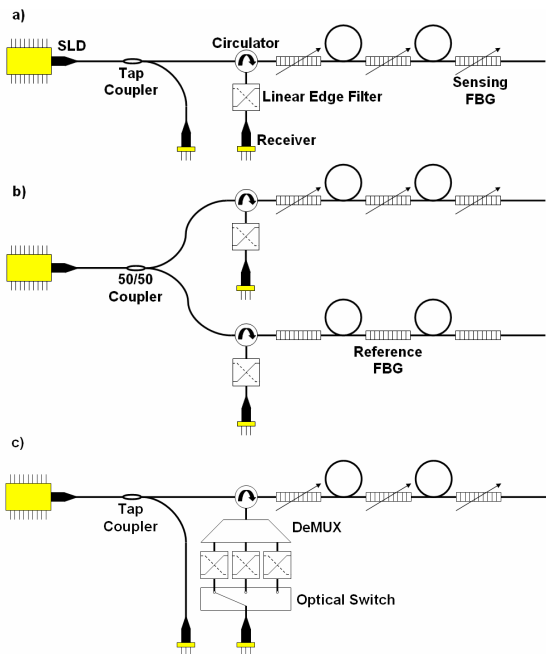 a)
SLD
Tap
Coupler
Circulator
Linear Edge Filter
Receiver
Sensing
FBG
b)
50/50
Coupler
Reference
FBG
c)
Tap
Coupler
DeMUX
Optical Switch